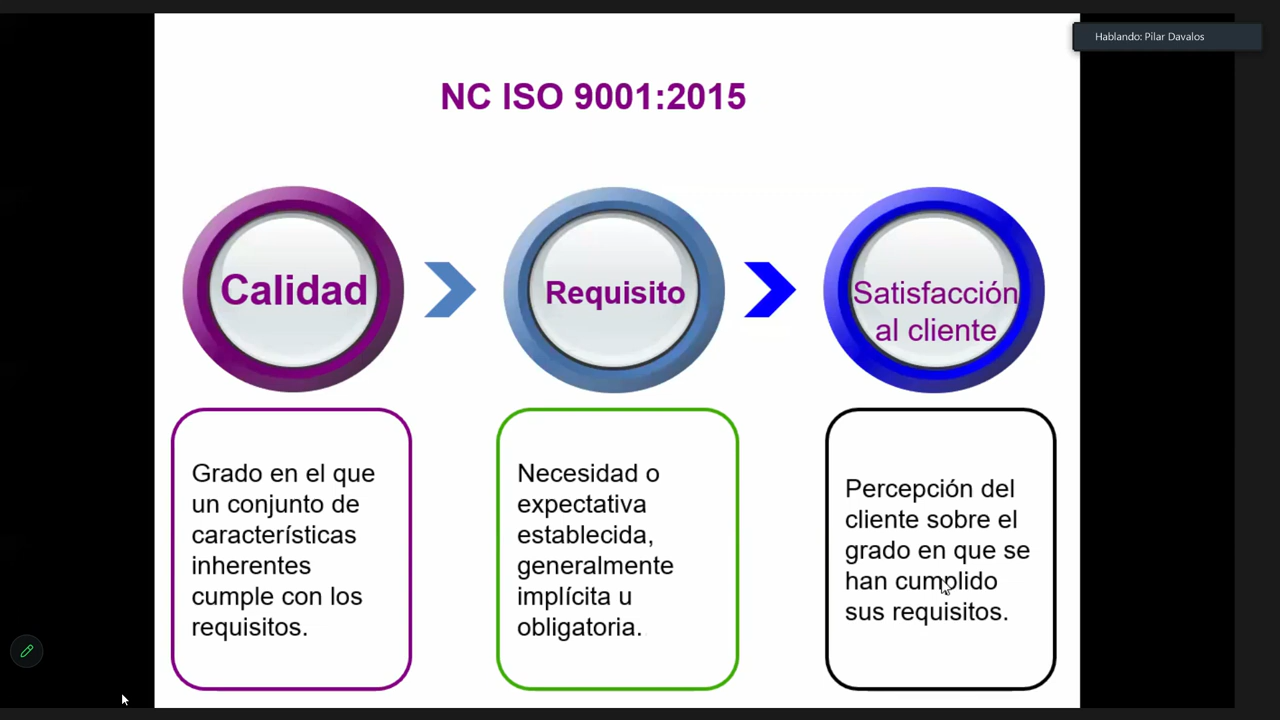 Hablando: Pilar Davalos
NC ISO 9001:2015
Calidad
Requisito
Satisfacción
al cliente
Grado en el que
un conjunto de
características
inherentes
cumple con los
requisitos.
Necesidad o
expectativa
establecida,
generalmente
implícita u
obligatoria.
Percepción del
cliente sobre el
grado en que se
han cumplido
sus requisitos.